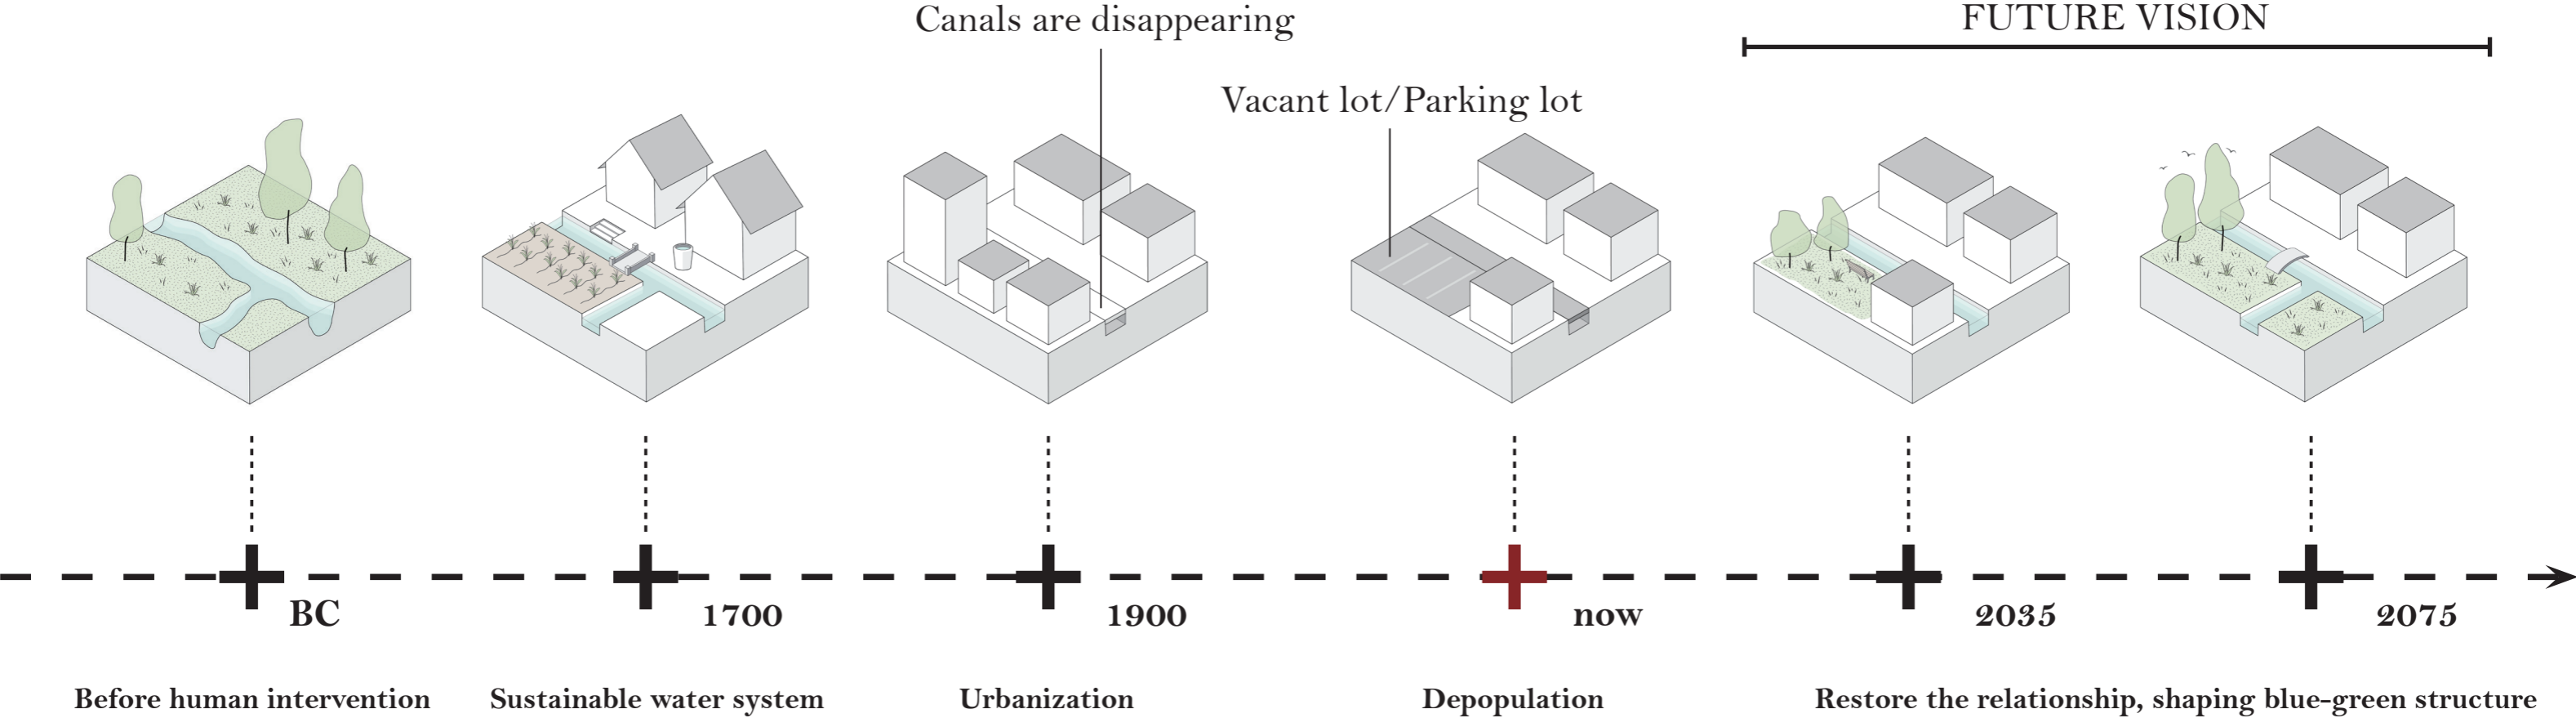 Canals are disappearing
FUTURE VISION
Vacant lot/Parking lot
BC
1700
1900
now
2035
2075
Before human intervention
Sustainable water system
Urbanization
Depopulation
Restore the relationship, shaping blue-green structure